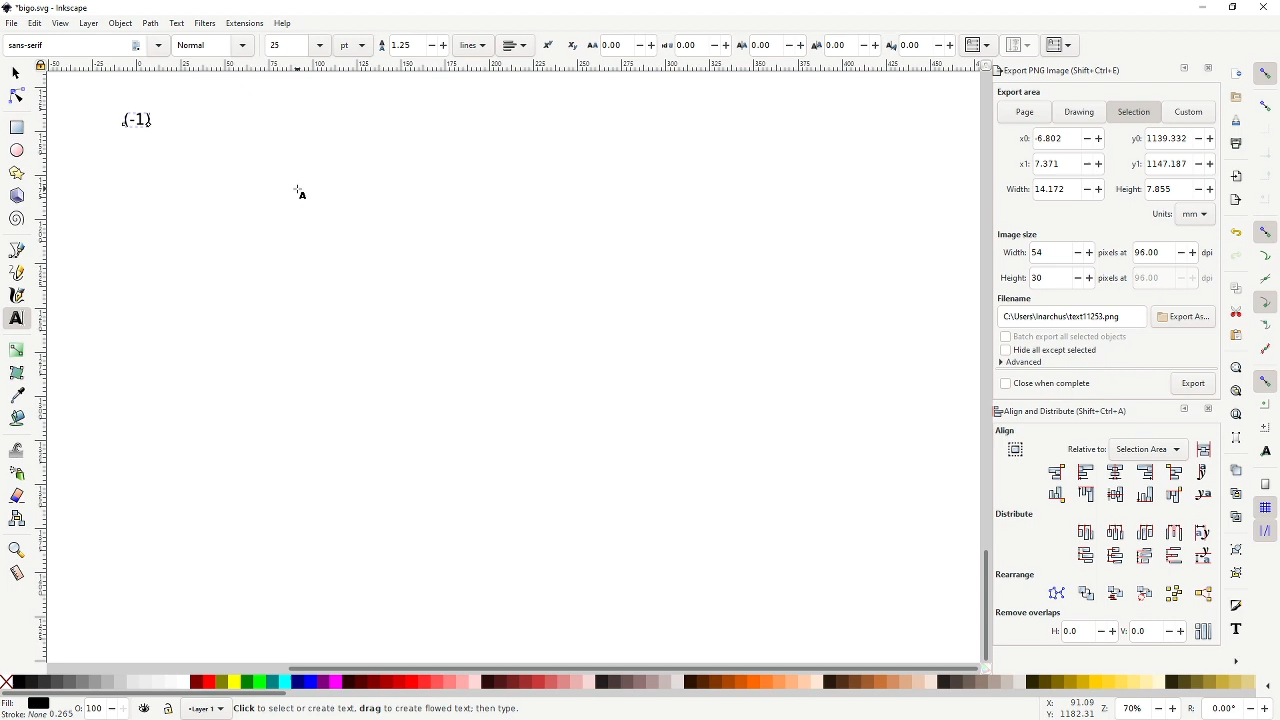 *bigo.svg - Inkscape
File Edit View Layer Object Path Text Filters Extensions Help
sans-serif Normal 25 pt 1.25 lines 0.00 0.00 0.00 0.00 0.00
(-1)
A
Export PNG Image (Shift+Ctrl+E)
Export area
Page Drawing Selection Custom
x0: -6.802 y0: 1139.332
x1: 7.371 y1: 1147.187
Width: 14.172 Height: 7.855
Units: mm
Image size
Width: 54 pixels at 96.00 dpi
Height: 30 pixels at 96.00 dpi
Filename
C:\Users\Inarchus\text11253.png Export As...
Batch export all selected objects
Hide all except selected
Advanced
Close when complete Export
Align and Distribute (Shift+Ctrl+A)
Align
Relative to: Selection Area
Distribute
Rearrange
Remove overlaps
H: 0.0 V: 0.0
Fill: O: 100 Layer 1 Click to select or create text, drag to create flowed text; then type. X: 91.09 Z: 70% R: 0.00°
Stroke: None 0.265 Y: 1182.31